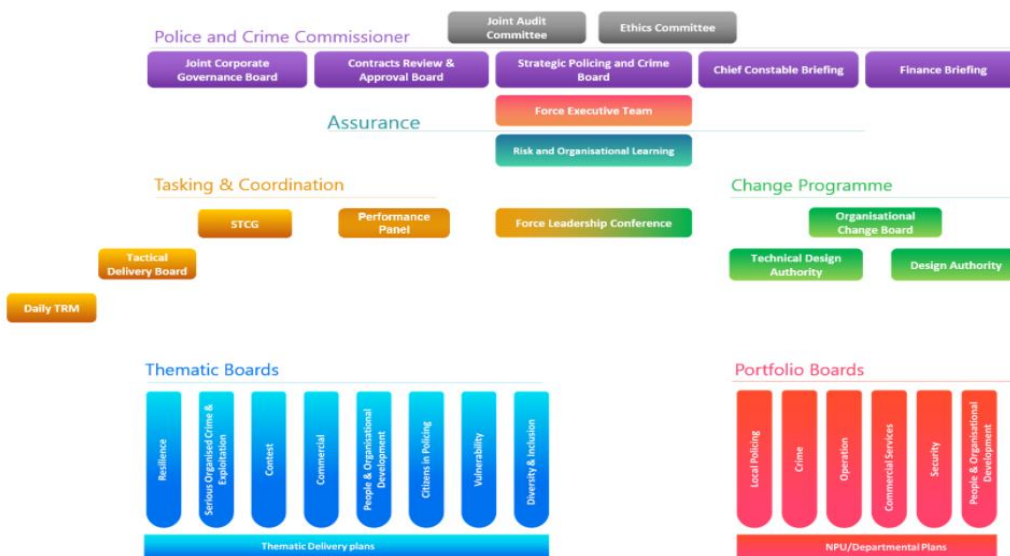 Joint Audit
Committee
Ethics Committee
Police and Crime Commissioner
Joint Corporate
Governance Board
Contracts Review &
Approval Board
Strategic Policing and Crime
Board
Chief Constable Briefing
Finance Briefing
Force Executive Team
Assurance
Risk and Organisational Learning
Tasking & Coordination
Change Programme
STCG
Performance
Panel
Force Leadership Conference
Organisational
Change Board
Tactical
Delivery Board
Technical Design
Authority
Design Authority
Daily TRM
Thematic Boards
Portfolio Boards
Resilience
Serious Organised Crime &
Exploitation
Contest
Commercial
People & Organisational
Development
Citizens in Policing
Vulnerability
Diversity & Inclusion
Local Policing
Crime
Operation
Commercial Services
Security
People & Organisational
Development
Thematic Delivery plans
NPU/Departmental Plans